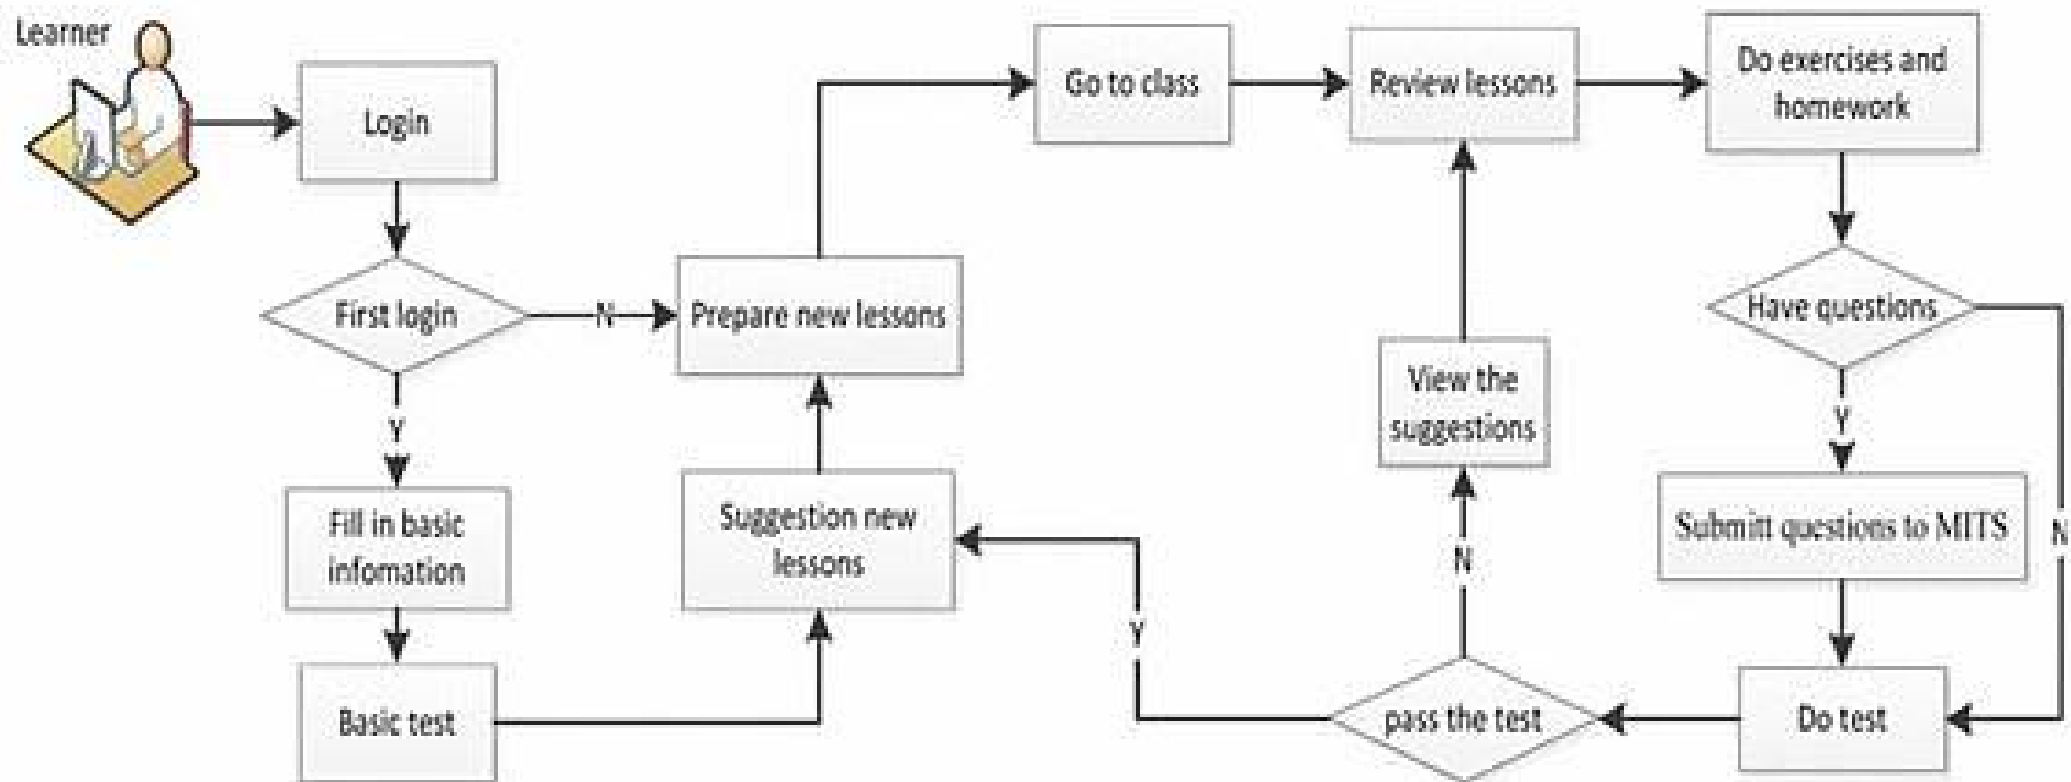 Learner
Login
First login
N
Y
Fill in basic
infomation
Basic test
Prepare new lessons
Suggestion new
lessons
Go to class
Review lessons
Do exercises and
homework
Have questions
Y
N
Submitt questions to MITS
Do test
pass the test
N
Y
View the
suggestions